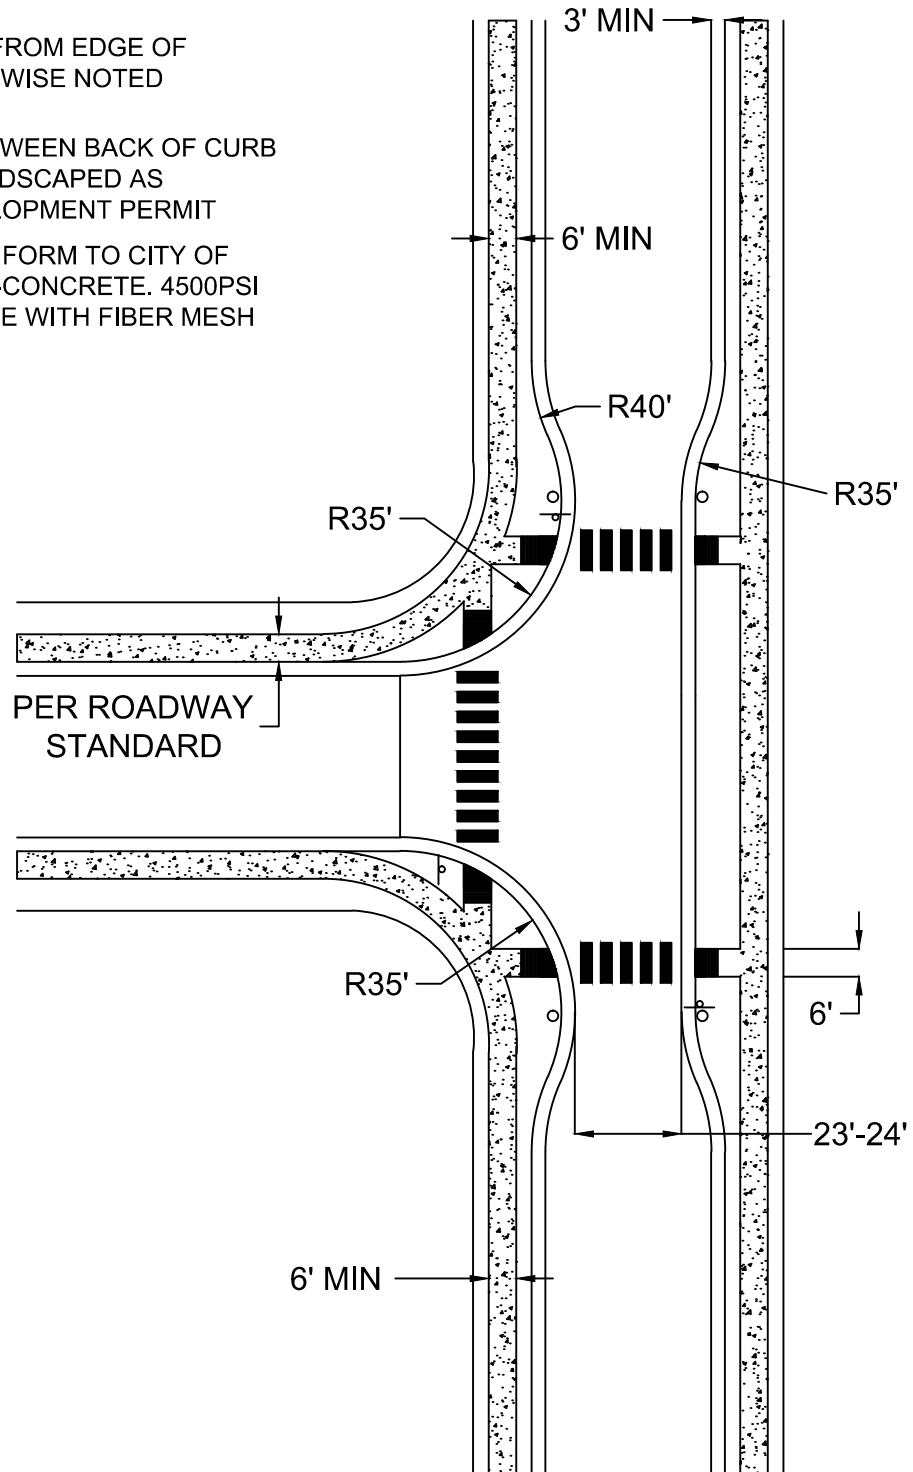 FROM EDGE OF
WISE NOTED
WEEN BACK OF CURB
DSCAPED AS
OPMENT PERMIT
FORM TO CITY OF
-CONCRETE. 4500PSI
E WITH FIBER MESH
3' MIN
6' MIN
R40'
R35'
R35'
PER ROADWAY
STANDARD
R35'
6'
23'-24'
6' MIN